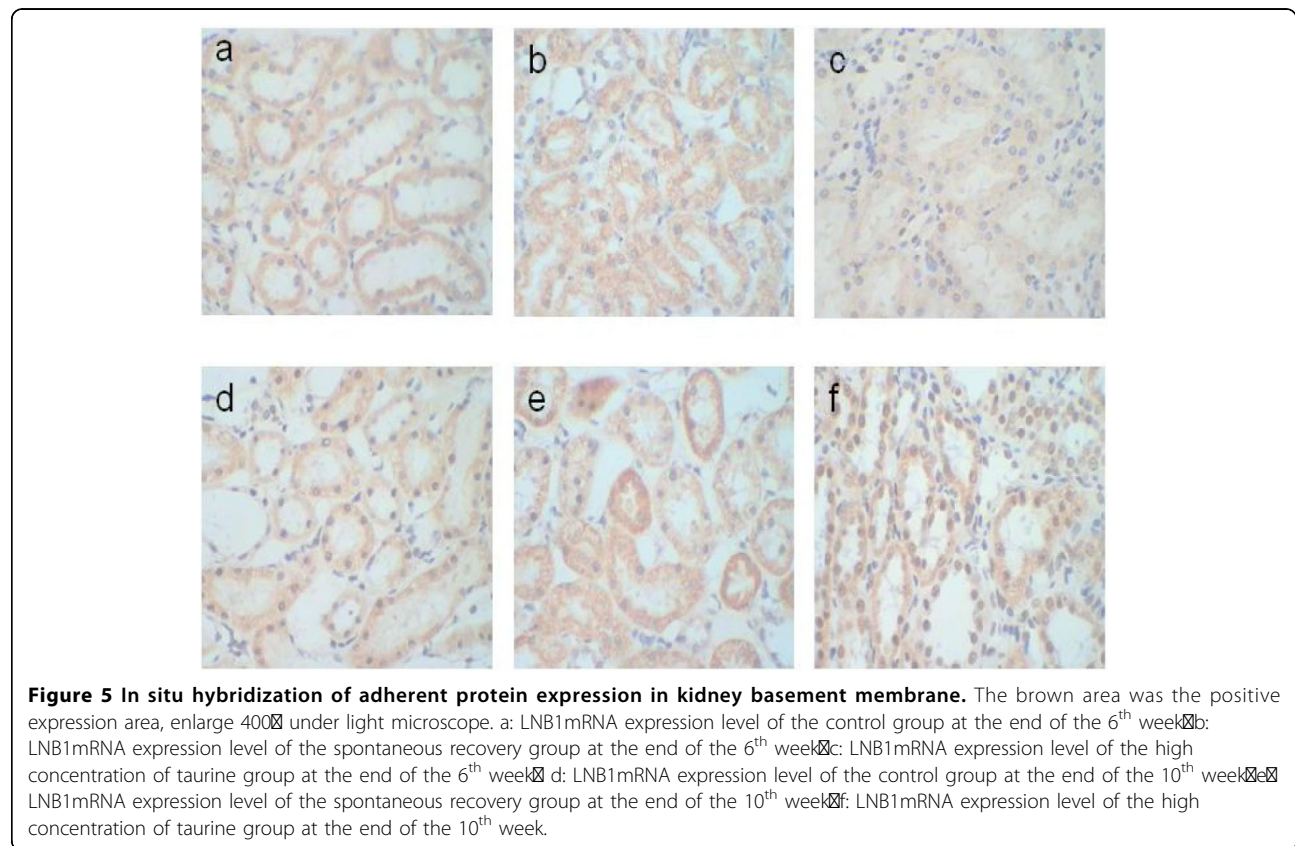 a
b
c
d
e
f
Figure 5 In situ hybridization of adherent protein expression in kidney basement membrane. The brown area was the positive
expression area, enlarge 400� under light microscope. a: LNB1mRNA expression level of the control group at the end of the 6th week�b:
LNB1mRNA expression level of the spontaneous recovery group at the end of the 6th week�c: LNB1mRNA expression level of the high
concentration of taurine group at the end of the 6th week� d: LNB1mRNA expression level of the control group at the end of the 10th week�e�
LNB1mRNA expression level of the spontaneous recovery group at the end of the 10th week�f: LNB1mRNA expression level of the high
concentration of taurine group at the end of the 10th week.